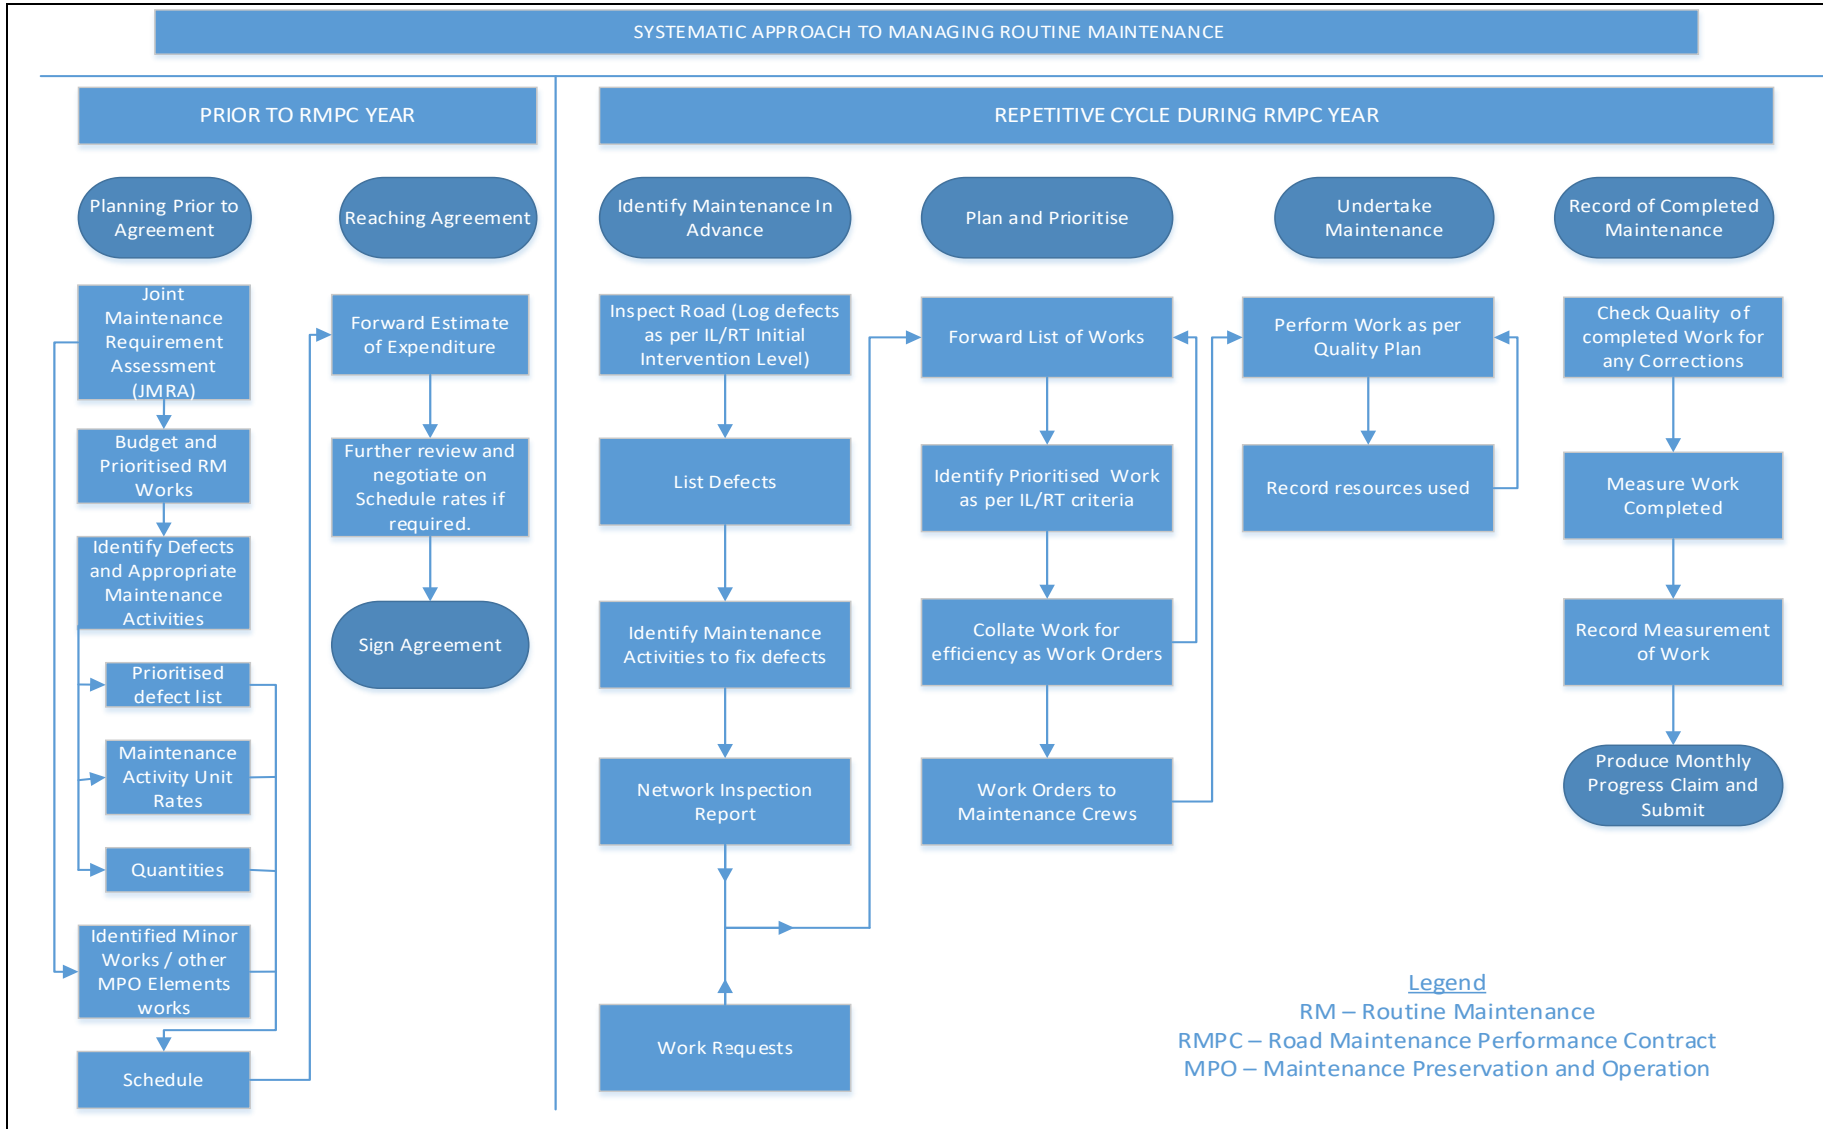 SYSTEMATIC APPROACH TO MANAGING ROUTINE MAINTENANCE
PRIOR TO RMPC YEAR
REPETITIVE CYCLE DURING RMPC YEAR
Planning Prior to
Agreement
Joint
Maintenance
Requirement
Assessment
(JMRA)
Budget and
Prioritised RM
Works
Identify Defects
and Appropriate
Maintenance
Activities
Prioritised
defect list
Maintenance
Activity Unit
Rates
Quantities
Identified Minor
Works / other
MPO Elements
works
Schedule
Reaching Agreement
Forward Estimate
of Expenditure
Further review and
negotiate on
Schedule rates if
required.
Sign Agreement
Identify Maintenance In
Advance
Inspect Road (Log defects
as per IL/RT Initial
Intervention Level)
List Defects
Identify Maintenance
Activities to fix defects
Network Inspection
Report
Work Requests
Plan and Prioritise
Forward List of Works
Identify Prioritised Work
as per IL/RT criteria
Collate Work for
efficiency as Work Orders
Work Orders to
Maintenance Crews
Undertake
Maintenance
Perform Work as per
Quality Plan
Record resources used
Record of Completed
Maintenance
Check Quality of
completed Work for
any Corrections
Measure Work
Completed
Record Measurement
of Work
Produce Monthly
Progress Claim and
Submit
Legend
RM – Routine Maintenance
RMPC – Road Maintenance Performance Contract
MPO – Maintenance Preservation and Operation